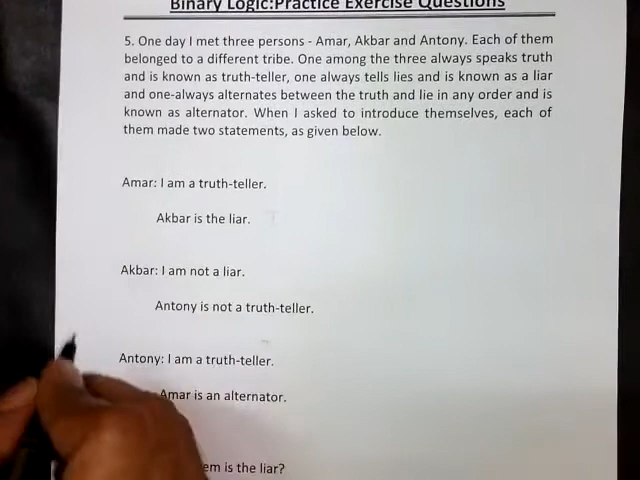 Binary Logic:Practice Exercise Questions
5. One day I met three persons - Amar, Akbar and Antony. Each of them
belonged to a different tribe. One among the three always speaks truth
and is known as truth-teller, one always tells lies and is known as a liar
and one-always alternates between the truth and lie in any order and is
known as alternator. When I asked to introduce themselves, each of
them made two statements, as given below.
Amar: I am a truth-teller.
Akbar is the liar.
Akbar: I am not a liar.
Antony is not a truth-teller.
Antony: I am a truth-teller.
Amar is an alternator.
is the liar?